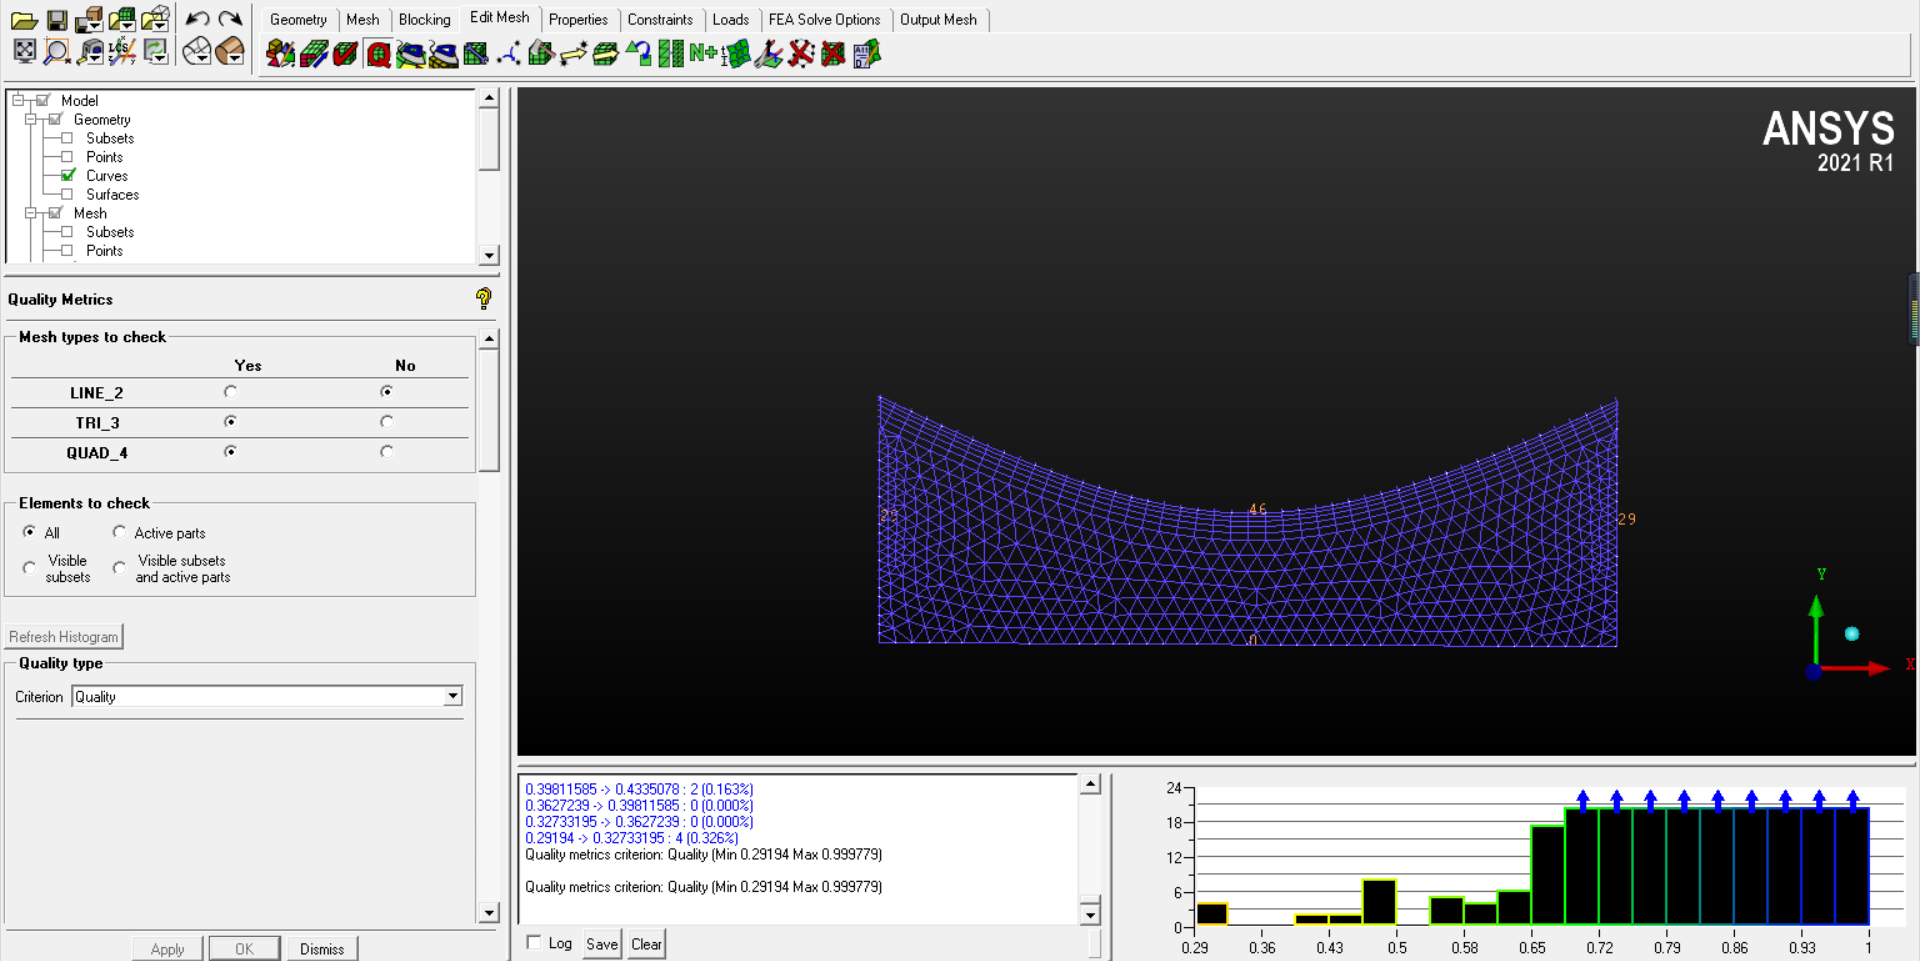 Geometry Mesh Blocking Edit Mesh Properties Constraints Loads FEA Solve Options Output Mesh
LCS
N+
Model
Geometry
Subsets
Points
Curves
Surfaces
Mesh
Subsets
Points
Quality Metrics
Mesh types to check
Yes No
LINE_2
TRI_3
QUAD_4
Elements to check
All Active parts
Visible subsets Visible subsets and active parts
Refresh Histogram
Quality type
Criterion Quality
Apply OK Dismiss
ANSYS
2021 R1
46
29
0
Y
X
0.39811585 -> 0.4335078 : 2 (0.163%)
0.3627239 -> 0.39811585 : 0 (0.000%)
0.32733195 -> 0.3627239 : 0 (0.000%)
0.29194 -> 0.32733195 : 4 (0.326%)
Quality metrics criterion: Quality (Min 0.29194 Max 0.999779)
Quality metrics criterion: Quality (Min 0.29194 Max 0.999779)
Log Save Clear
24
18
12
6
0
0.29 0.36 0.43 0.5 0.58 0.65 0.72 0.79 0.86 0.93 1